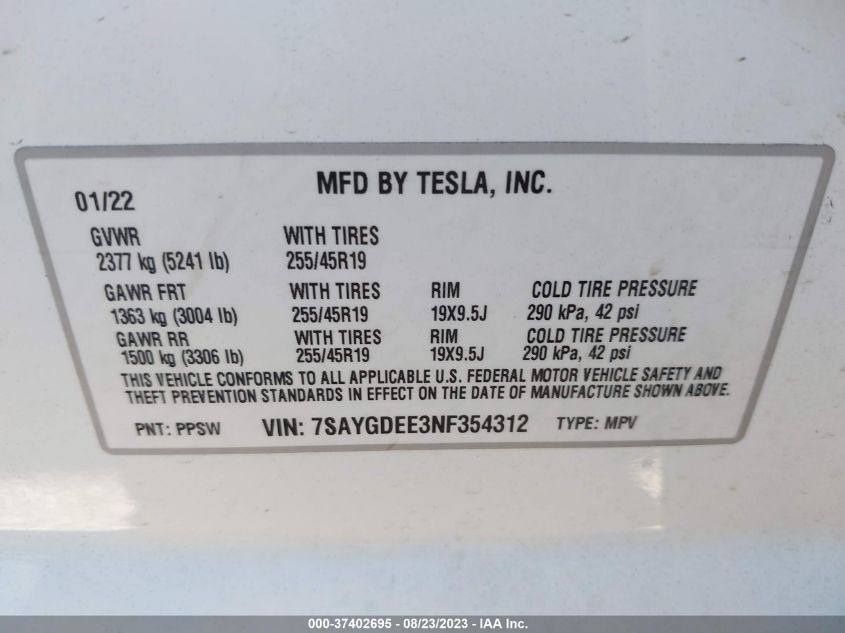 MFD BY TESLA, INC.
01/22
GVWR WITH TIRES
2377 kg (5241 lb) 255/45R19
GAWR FRT WITH TIRES RIM COLD TIRE PRESSURE
1363 kg (3004 lb) 255/45R19 19X9.5J 290 kPa, 42 psi
GAWR RR WITH TIRES RIM COLD TIRE PRESSURE
1500 kg (3306 lb) 255/45R19 19X9.5J 290 kPa, 42 psi
THIS VEHICLE CONFORMS TO ALL APPLICABLE U.S. FEDERAL MOTOR VEHICLE SAFETY AND
THEFT PREVENTION STANDARDS IN EFFECT ON THE DATE OF MANUFACTURE SHOWN ABOVE.
PNT: PPSW VIN: 7SAYGDEE3NF354312 TYPE: MPV
000-37402695 - 08/23/2023 - IAA Inc.